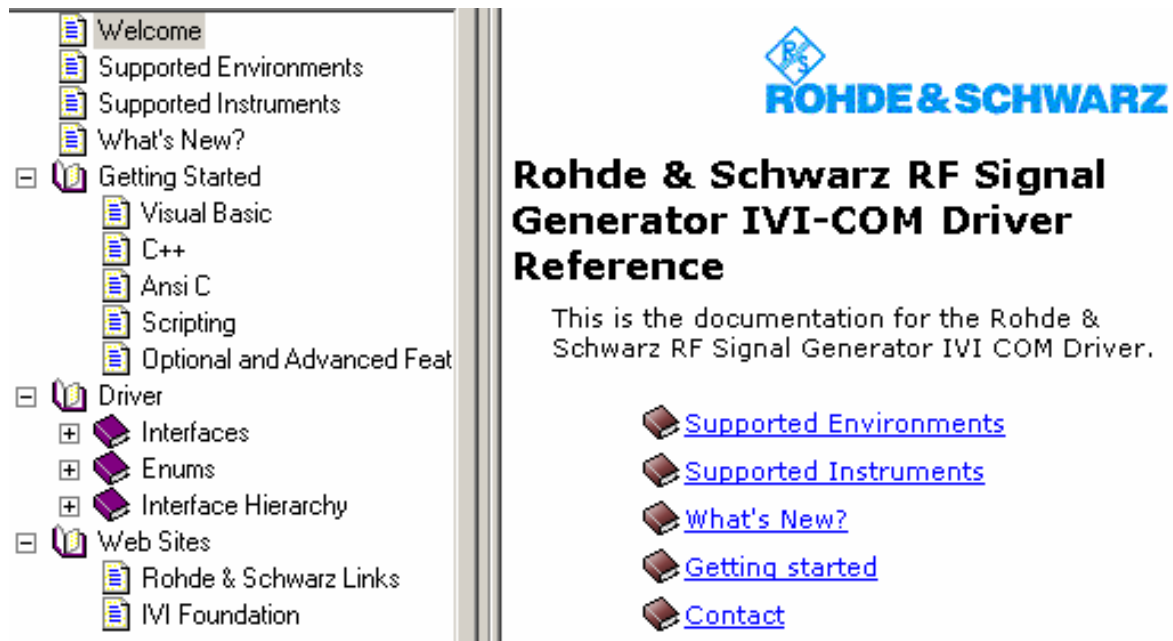 Welcome
Supported Environments
Supported Instruments
What's New?
Getting Started
Visual Basic
C++
Ansi C
Scripting
Optional and Advanced Feat
Driver
Interfaces
Enums
Interface Hierarchy
Web Sites
Rohde & Schwarz Links
IVI Foundation
R S
ROHDE & SCHWARZ
Rohde & Schwarz RF Signal
Generator IVI-COM Driver
Reference
This is the documentation for the Rohde &
Schwarz RF Signal Generator IVI COM Driver.
Supported Environments
Supported Instruments
What's New?
Getting started
Contact